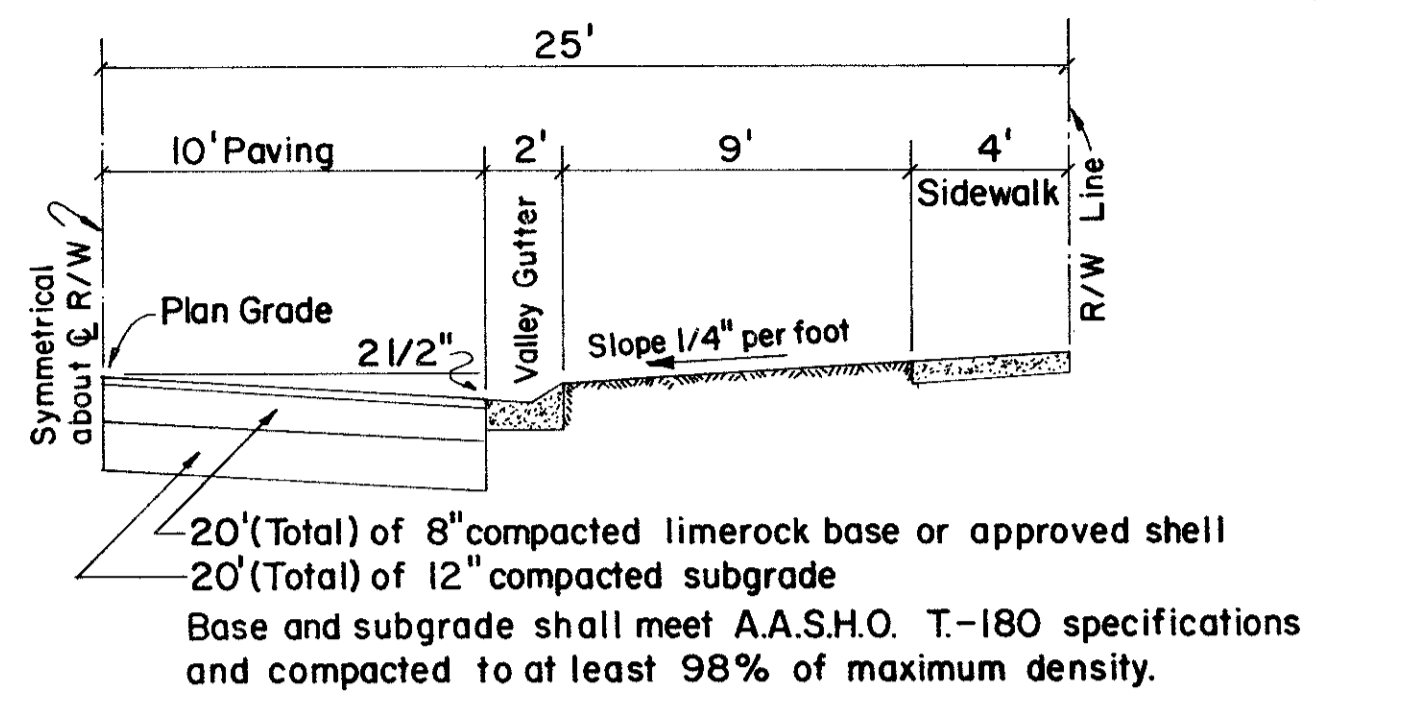 25'
10' Paving
2'
9'
4'
Sidewalk
Symmetrical
about ℄ R/W
Plan Grade
2 1/2"
Valley Gutter
Slope 1/4" per foot
R/W Line
20' (Total) of 8" compacted limerock base or approved shell
20' (Total) of 12" compacted subgrade
Base and subgrade shall meet A.A.S.H.O. T.-180 specifications
and compacted to at least 98% of maximum density.